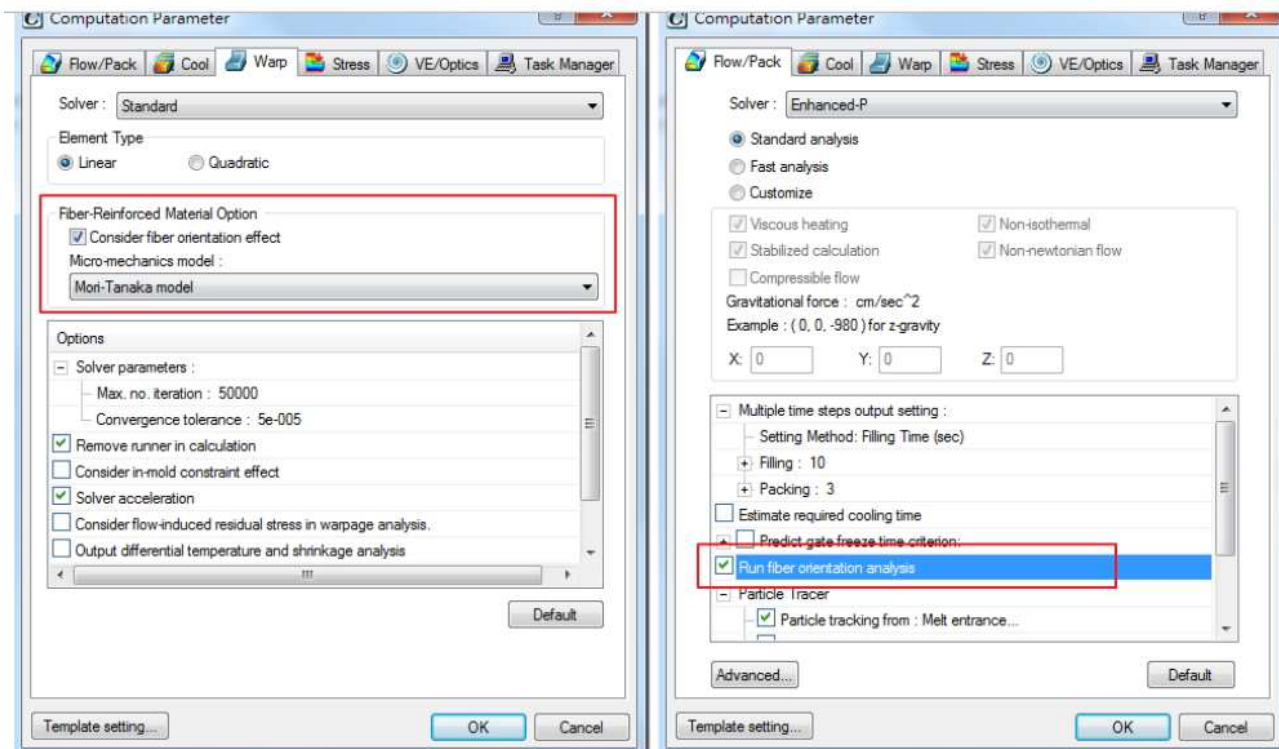 Computation Parameter
Flow/Pack Cool Warp Stress VE/Optics Task Manager
Solver : Standard
Element Type
Linear Quadratic
Fiber-Reinforced Material Option
Consider fiber orientation effect
Micro-mechanics model :
Mori-Tanaka model
Options
Solver parameters :
Max. no. iteration : 50000
Convergence tolerance : 5e-005
Remove runner in calculation
Consider in-mold constraint effect
Solver acceleration
Consider flow-induced residual stress in warpage analysis.
Output differential temperature and shrinkage analysis
Default
Template setting... OK Cancel
Computation Parameter
Flow/Pack Cool Warp Stress VE/Optics Task Manager
Solver : Enhanced-P
Standard analysis
Fast analysis
Customize
Viscous heating Non-isothermal
Stabilized calculation Non-newtonian flow
Compressible flow
Gravitational force : cm/sec^2
Example : ( 0, 0, -980 ) for z-gravity
X: 0 Y: 0 Z: 0
Multiple time steps output setting :
Setting Method: Filling Time (sec)
Filling : 10
Packing : 3
Estimate required cooling time
Predict gate freeze time criterion:
Run fiber orientation analysis
Particle Tracer
Particle tracking from : Melt entrance...
Advanced... Default
Template setting... OK Cancel